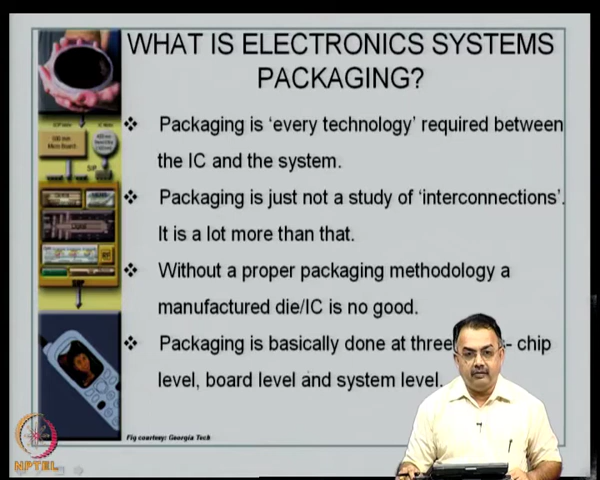 WHAT IS ELECTRONICS SYSTEMS
PACKAGING?
Packaging is 'every technology' required between
the IC and the system.
Packaging is just not a study of 'interconnections'.
It is a lot more than that.
Without a proper packaging methodology a
manufactured die/IC is no good.
Packaging is basically done at three - chip
level, board level and system level.
Fig courtesy: Georgia Tech
NPTEL